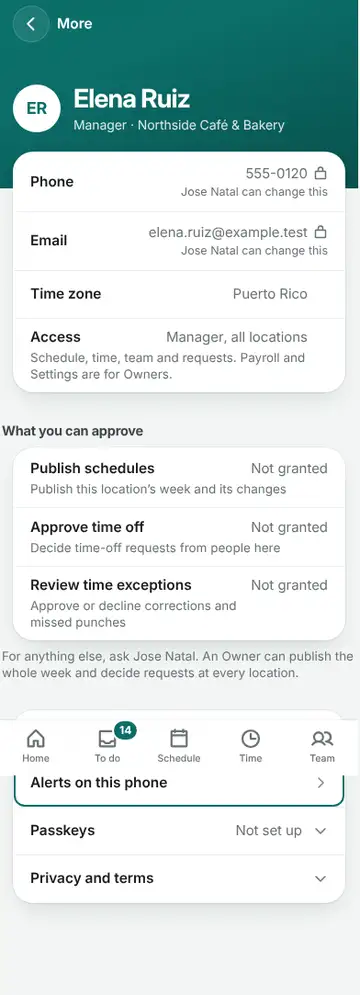 More
ER
Elena Ruiz
Manager · Northside Café & Bakery
Phone
555-0120
Jose Natal can change this
Email
elena.ruiz@example.test
Jose Natal can change this
Time zone
Puerto Rico
Access
Manager, all locations
Schedule, time, team and requests. Payroll and
Settings are for Owners.
What you can approve
Publish schedules
Not granted
Publish this location's week and its changes
Approve time off
Not granted
Decide time-off requests from people here
Review time exceptions
Not granted
Approve or decline corrections and
missed punches
For anything else, ask Jose Natal. An Owner can publish the
whole week and decide requests at every location.
14
Home
To do
Schedule
Time
Team
Alerts on this phone
Passkeys
Not set up
Privacy and terms